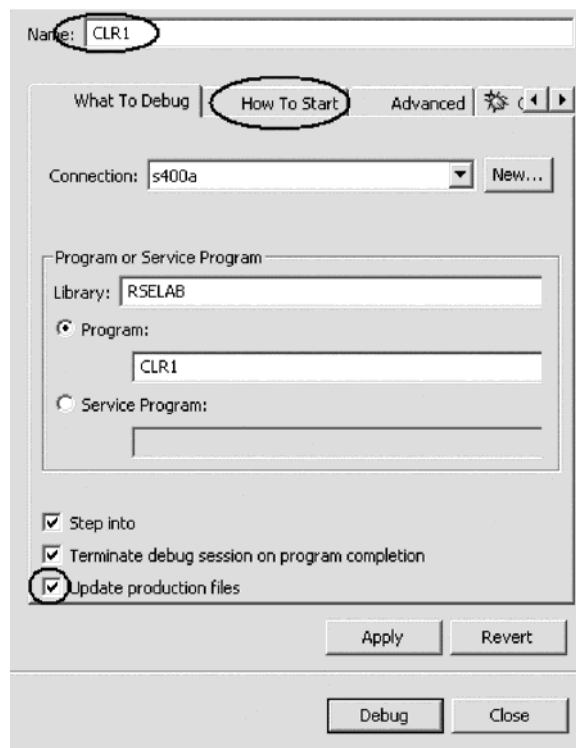 Name: CLR1
What To Debug How To Start Advanced
Connection: s400a New...
Program or Service Program
Library: RSELAB
Program:
CLR1
Service Program:
Step into
Terminate debug session on program completion
Update production files
Apply Revert
Debug Close